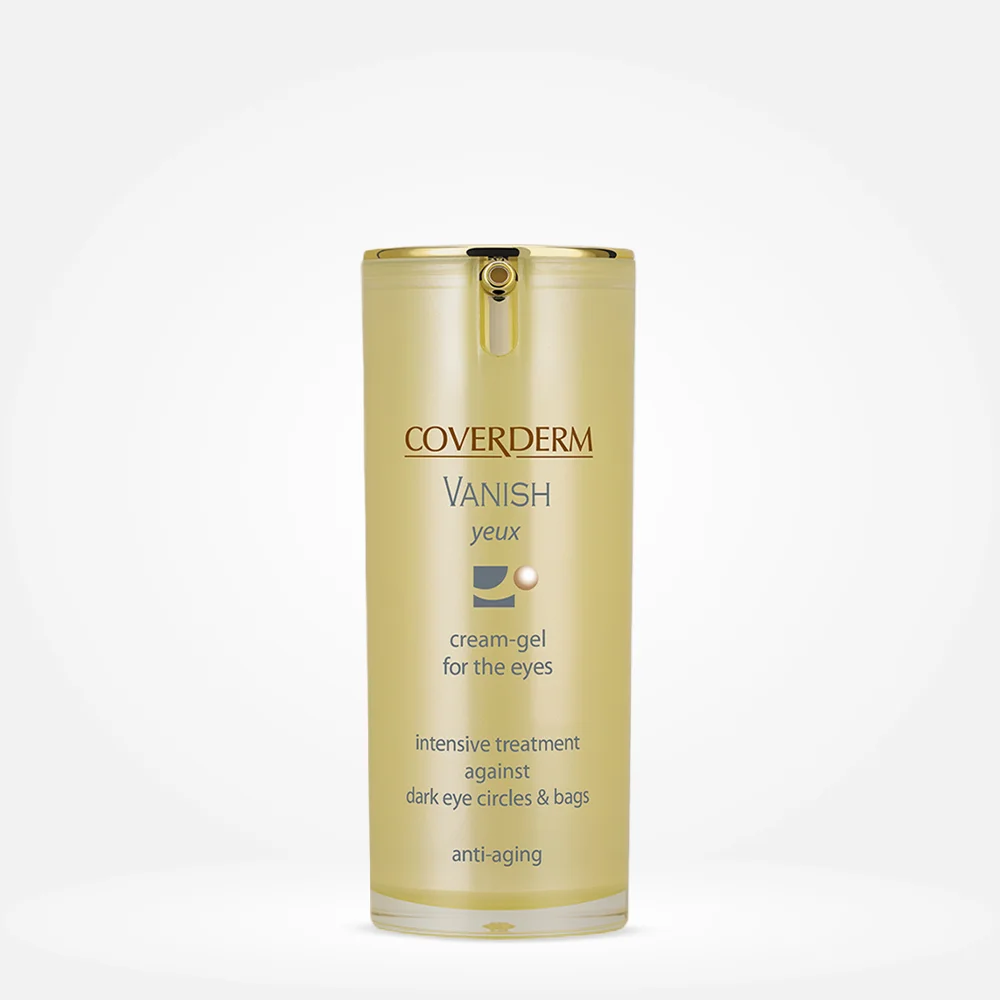 COVERDERM
VANISH
yeux
cream-gel
for the eyes
intensive treatment
against
dark eye circles & bags
anti-aging